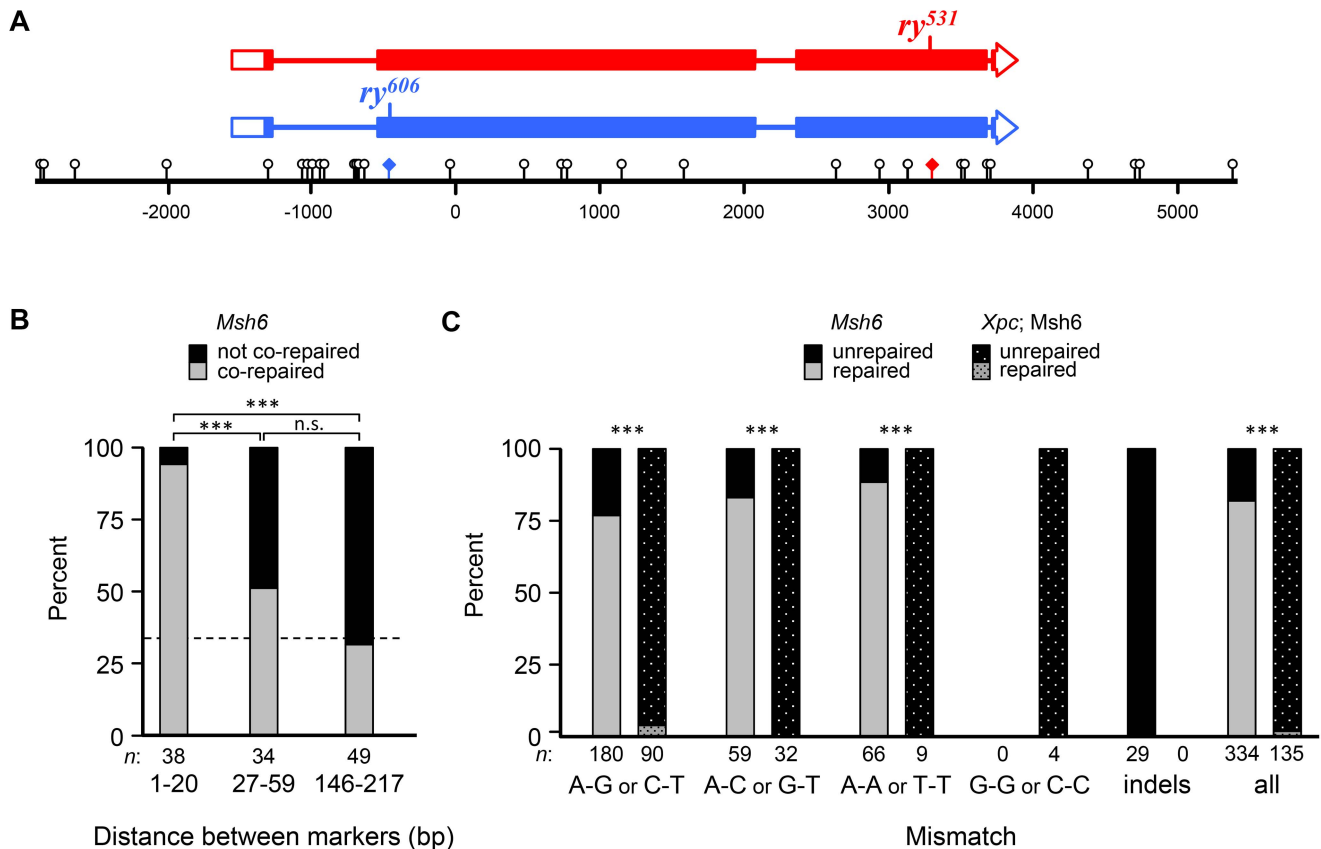 A
ry531
ry606
-2000 -1000 0 1000 2000 3000 4000 5000
B
Msh6
not co-repaired
co-repaired
***
*** n.s.
100
75
50
25
0
Percent
n: 38 34 49
1-20 27-59 146-217
Distance between markers (bp)
C
Msh6 Xpc; Msh6
unrepaired unrepaired
repaired repaired
*** *** *** ***
100
75
50
25
0
Percent
n: 180 90 59 32 66 9 0 4 29 0 334 135
A-G or C-T A-C or G-T A-A or T-T G-G or C-C indels all
Mismatch